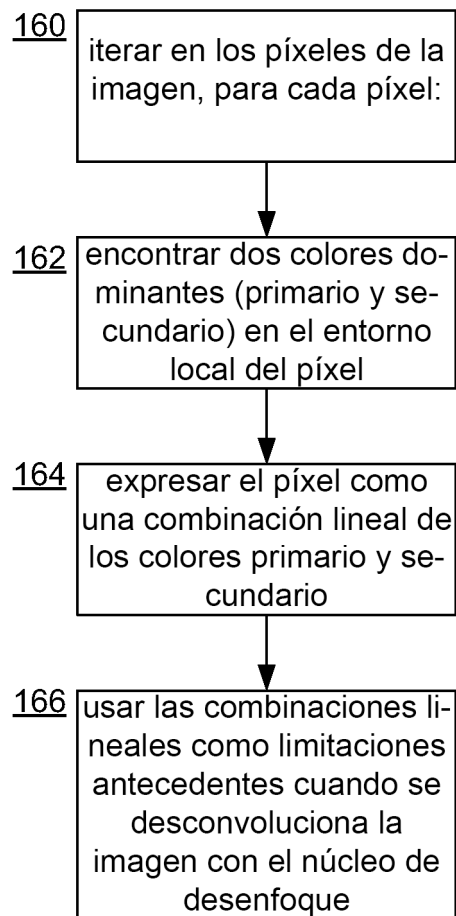 160
iterar en los píxeles de la
imagen, para cada píxel:
162
encontrar dos colores do-
minantes (primario y se-
cundario) en el entorno
local del píxel
164
expresar el píxel como
una combinación lineal de
los colores primario y se-
cundario
166
usar las combinaciones li-
neales como limitaciones
antecedentes cuando se
desconvoluciona la
imagen con el núcleo de
desenfoque